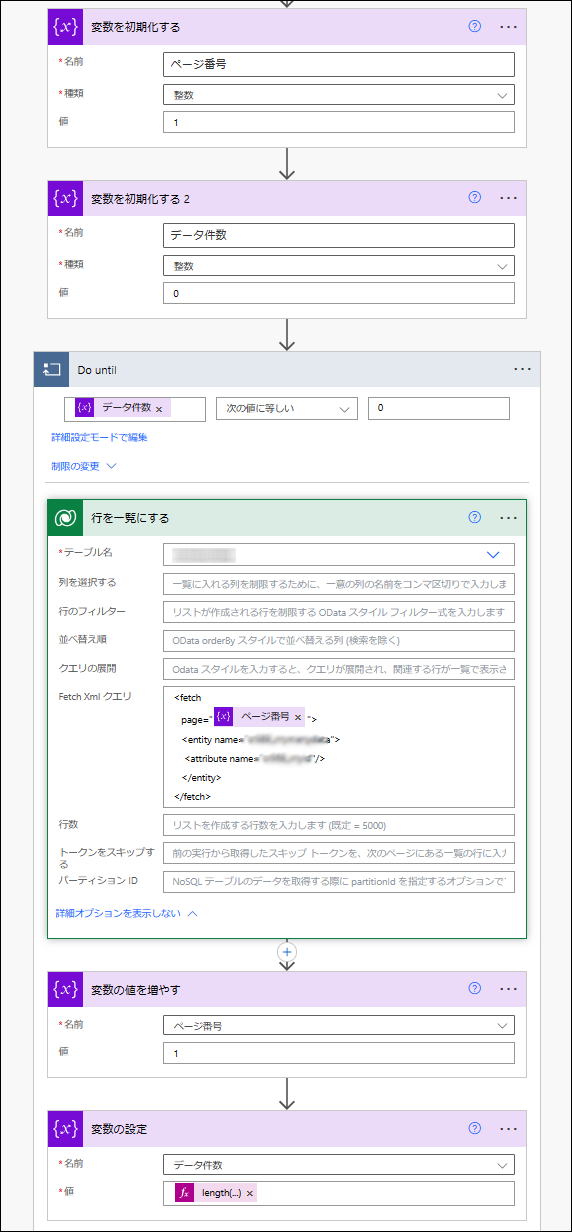 {x} 変数を初期化する ? ...
*名前 ページ番号
*種類 整数
値 1
{x} 変数を初期化する 2 ? ...
*名前 データ件数
*種類 整数
値 0
Do until ...
{x} データ件数 × 次の値に等しい 0
詳細設定モードで編集
制限の変更
行を一覧にする ? ...
*テーブル名
列を選択する 一覧に入れる列を制限するために、一意の列の名前をコンマ区切りで入力しま
行のフィルター リストが作成される行を制限する OData スタイル フィルター式を入力します
並べ替え順 OData orderBy スタイルで並べ替える列 (検索を除く)
クエリの展開 Odata スタイルを入力すると、クエリが展開され、関連する行が一覧で表示さ
Fetch Xml クエリ <fetch
page=" {x} ページ番号 × ">
<entity name=" a">
<attribute name=" "/>
</entity>
</fetch>
行数 リストを作成する行数を入力します (既定 = 5000)
トークンをスキップす
る
前の実行から取得したスキップ トークンを、次のページにある一覧の行に入力
パーティション ID NoSQL テーブルのデータを取得する際に partitionId を指定するオプションで
詳細オプションを表示しない
+
{x} 変数の値を増やす ? ...
*名前 ページ番号
値 1
{x} 変数の設定 ? ...
*名前 データ件数
*値 fx length(...) ×